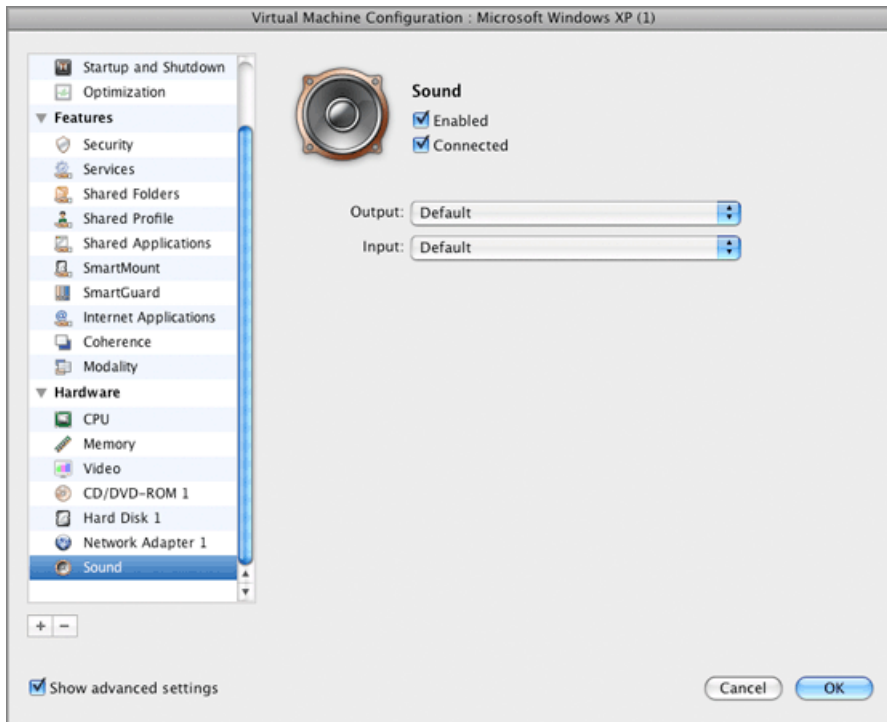 Virtual Machine Configuration : Microsoft Windows XP (1)
Startup and Shutdown
Optimization
Features
Security
Services
Shared Folders
Shared Profile
Shared Applications
SmartMount
SmartGuard
Internet Applications
Coherence
Modality
Hardware
CPU
Memory
Video
CD/DVD-ROM 1
Hard Disk 1
Network Adapter 1
Sound
+ −
Show advanced settings
Sound
Enabled
Connected
Output: Default
Input: Default
Cancel OK